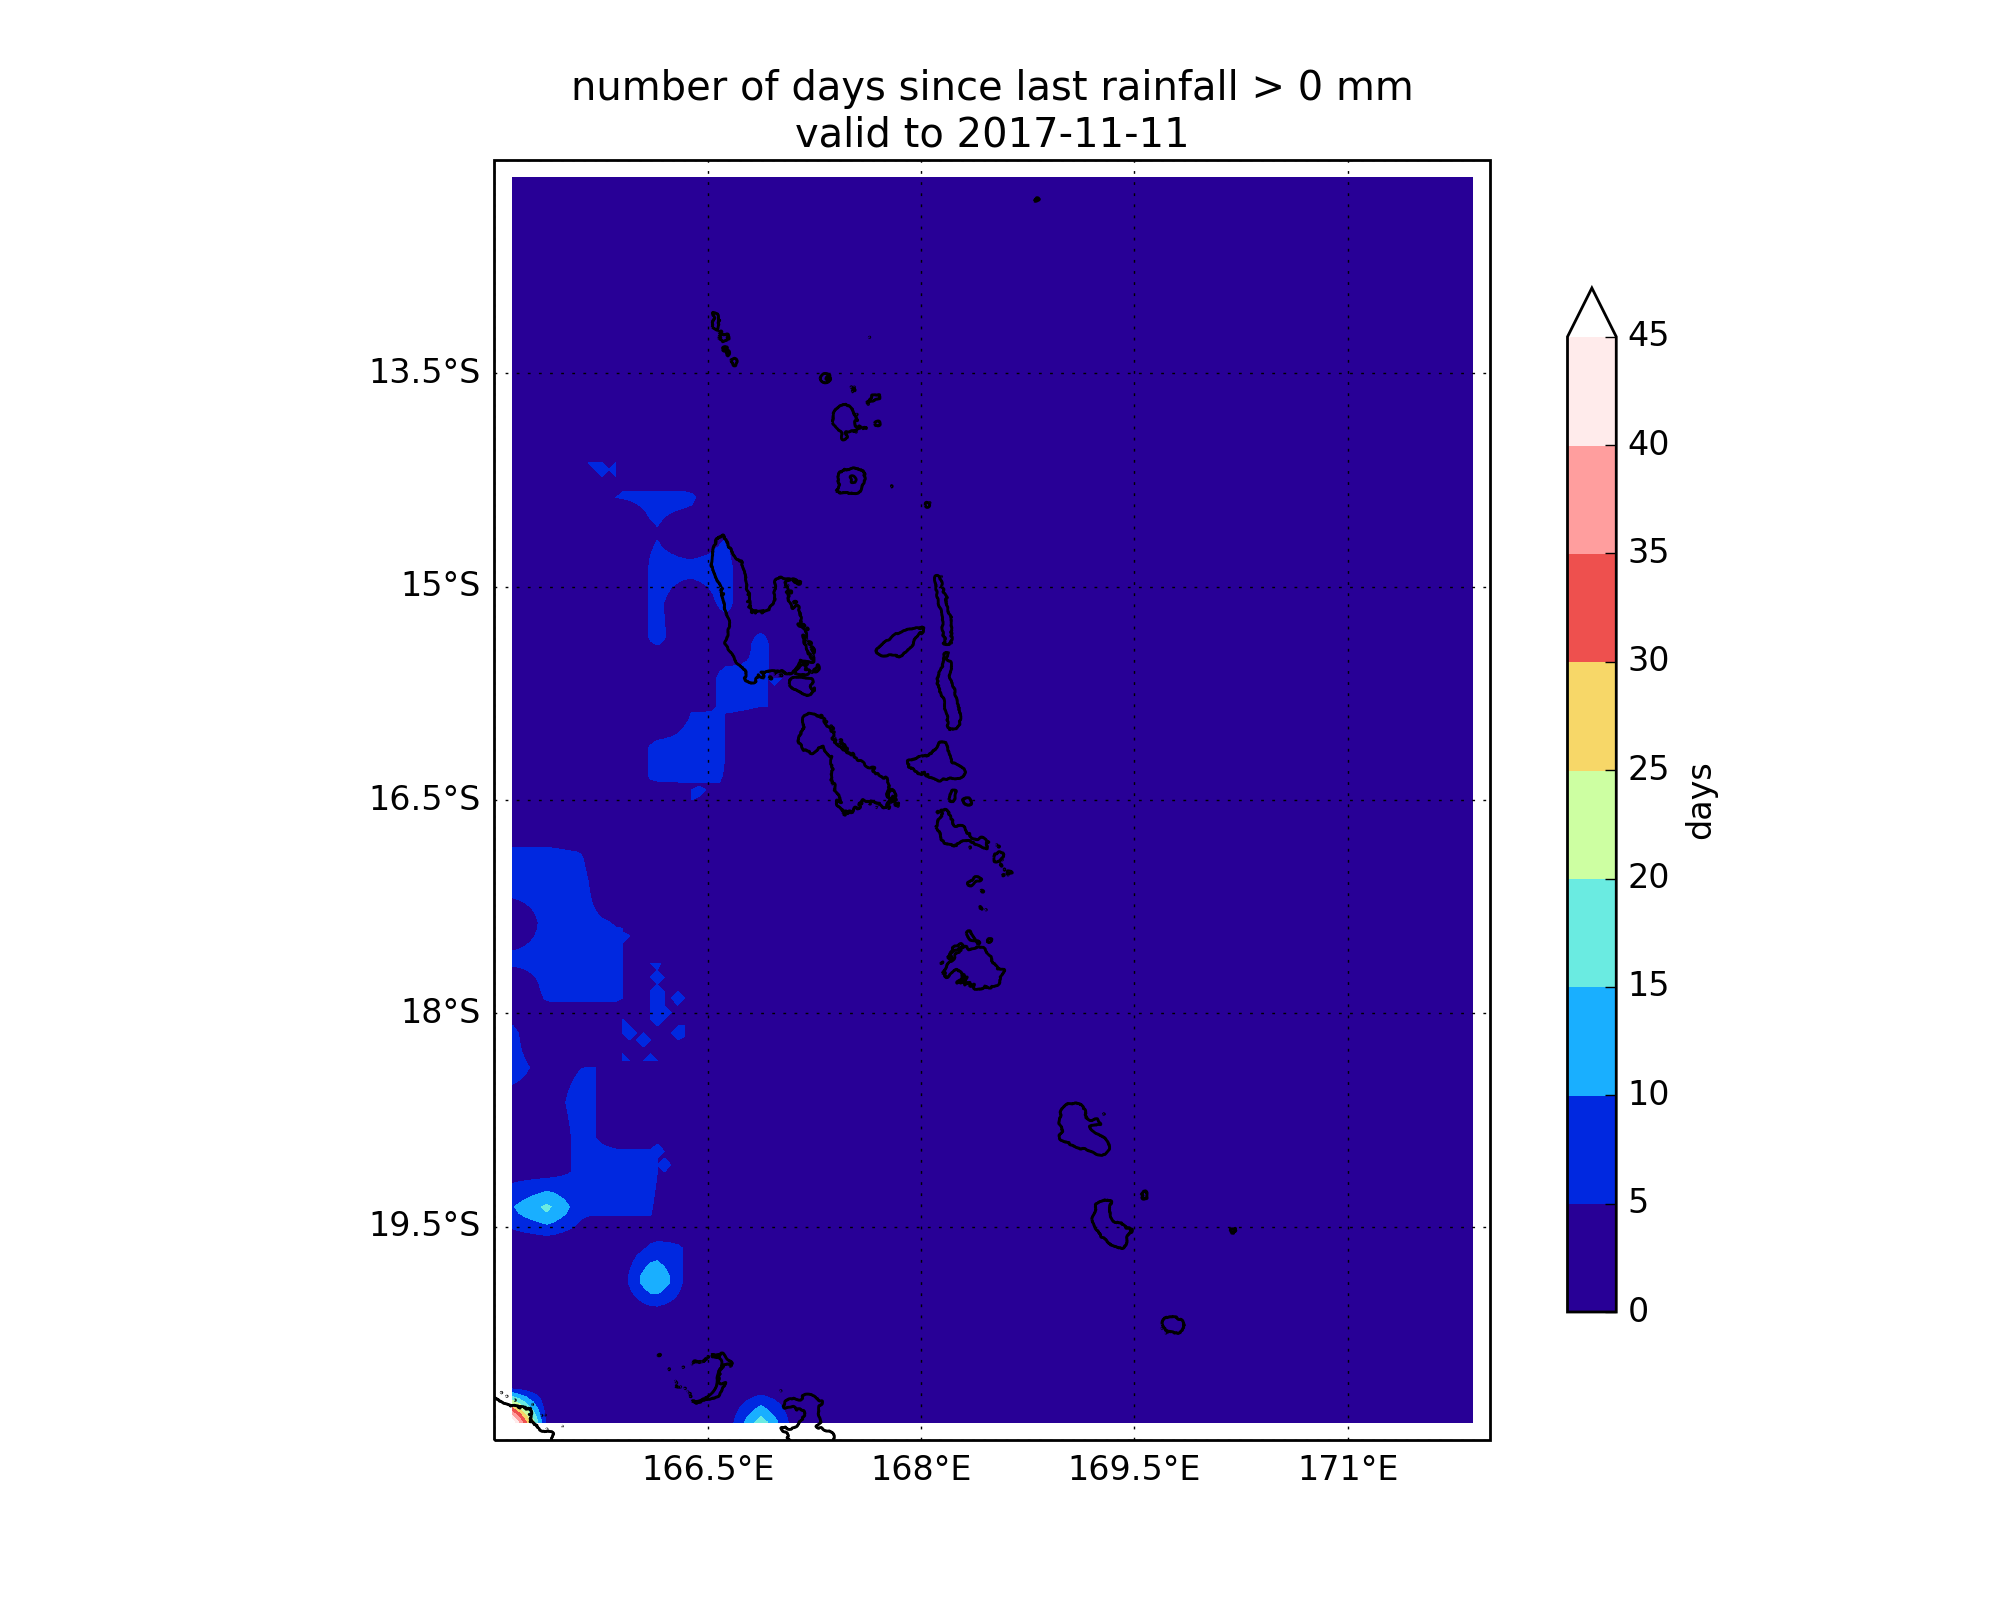 number of days since last rainfall > 0 mm
valid to 2017-11-11
13.5°S
15°S
16.5°S
18°S
19.5°S
166.5°E
168°E
169.5°E
171°E
45
40
35
30
25
20
15
10
5
0
days